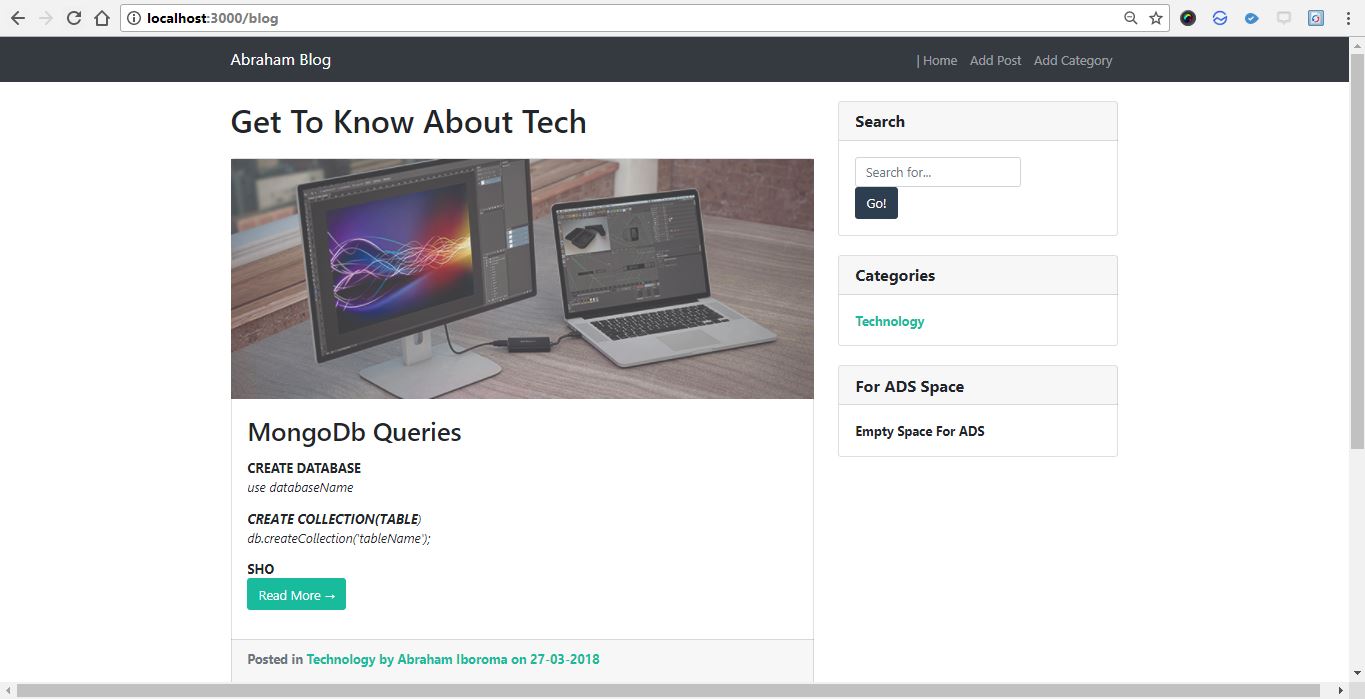 localhost:3000/blog
Abraham Blog
| Home Add Post Add Category
Get To Know About Tech
MongoDb Queries
CREATE DATABASE
use databaseName
CREATE COLLECTION(TABLE)
db.createCollection('tableName');
SHO
Read More →
Posted in Technology by Abraham Iboroma on 27-03-2018
Search
Search for...
Go!
Categories
Technology
For ADS Space
Empty Space For ADS